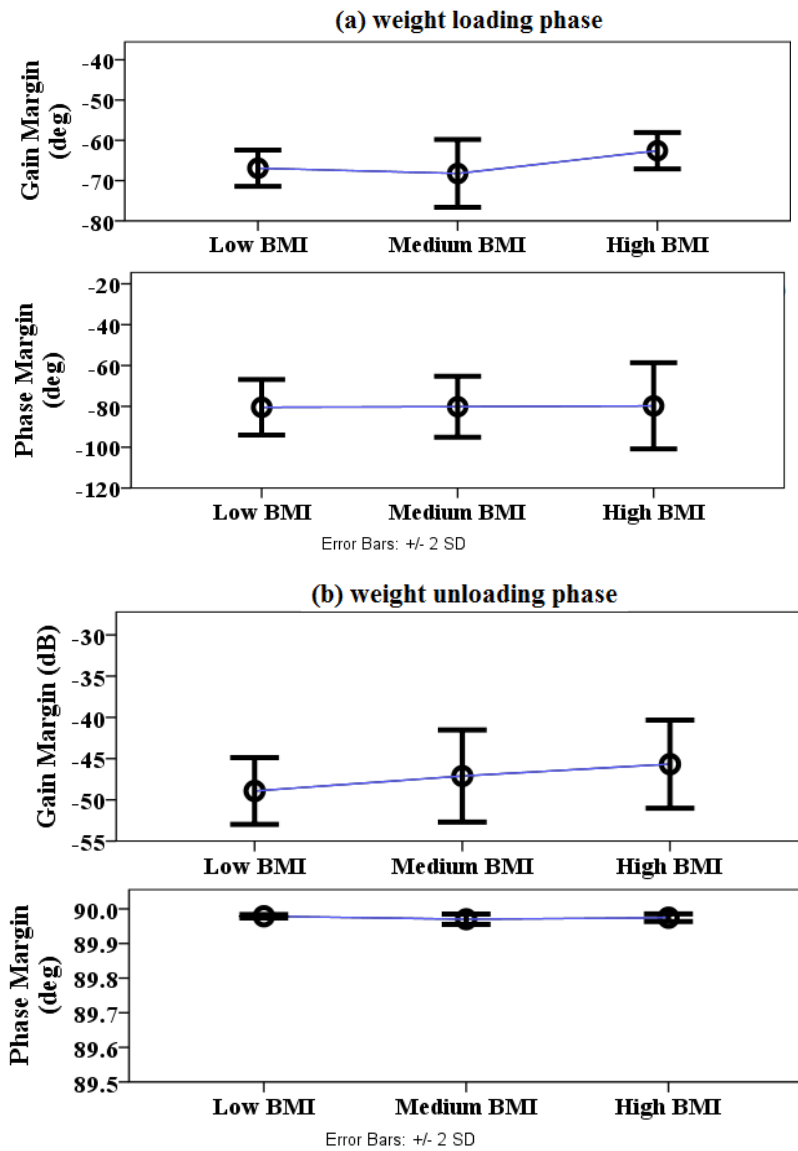 (a) weight loading phase
Gain Margin
(deg)
-40
-50
-60
-70
-80
Low BMI Medium BMI High BMI
Phase Margin
(deg)
-20
-40
-60
-80
-100
-120
Low BMI Medium BMI High BMI
Error Bars: +/- 2 SD
(b) weight unloading phase
Gain Margin (dB)
-30
-35
-40
-45
-50
-55
Low BMI Medium BMI High BMI
Phase Margin
(deg)
90.0
89.9
89.8
89.7
89.6
89.5
Low BMI Medium BMI High BMI
Error Bars: +/- 2 SD